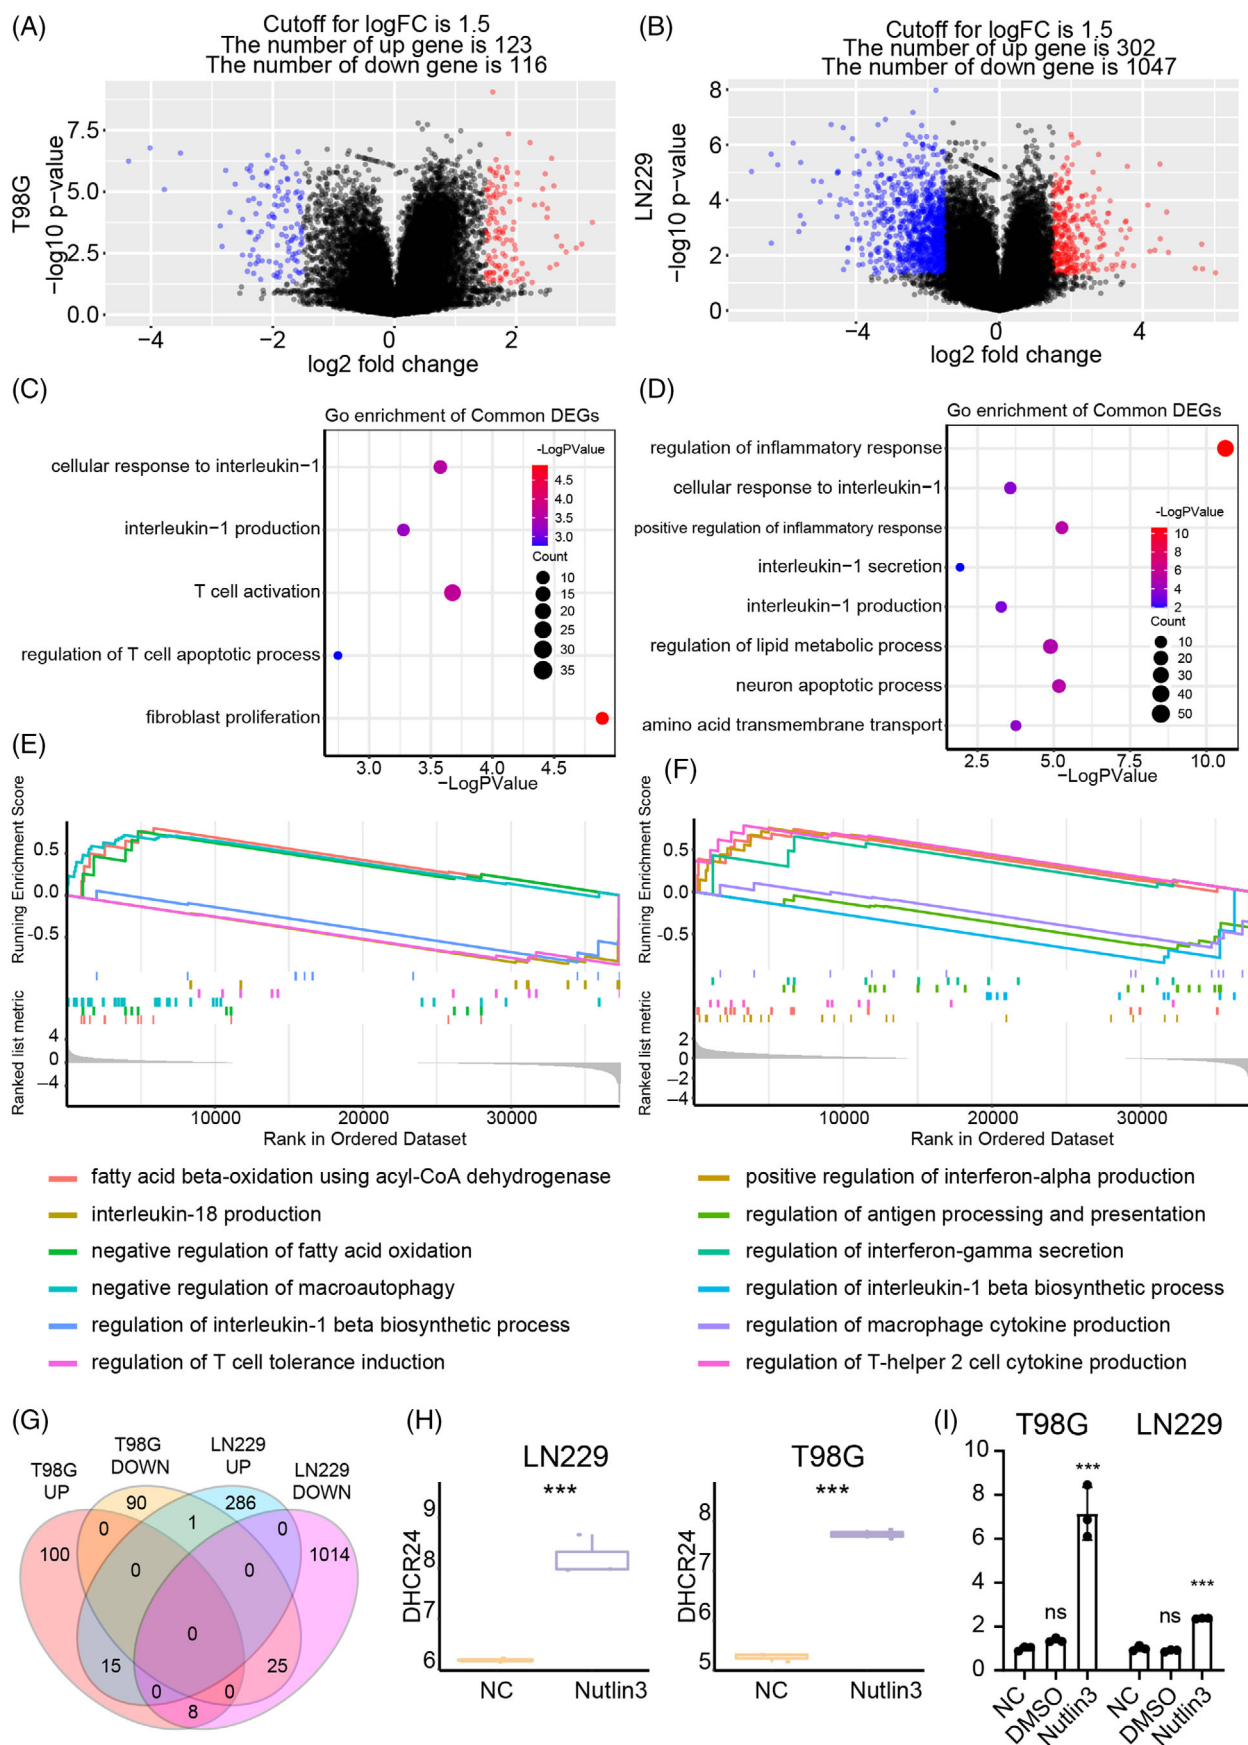 (A)
Cutoff for logFC is 1.5
The number of up gene is 123
The number of down gene is 116
T98G
−log10 p−value
7.5
5.0
2.5
0.0
−4
−2
0
2
log2 fold change
(B)
Cutoff for logFC is 1.5
The number of up gene is 302
The number of down gene is 1047
LN229
−log10 p−value
8
6
4
2
0
−4
0
4
log2 fold change
(C)
Go enrichment of Common DEGs
cellular response to interleukin−1
interleukin−1 production
T cell activation
regulation of T cell apoptotic process
fibroblast proliferation
-LogPValue
4.5
4.0
3.5
3.0
Count
10
15
20
25
30
35
3.0
3.5
4.0
4.5
−LogPValue
(D)
Go enrichment of Common DEGs
regulation of inflammatory response
cellular response to interleukin−1
positive regulation of inflammatory response
interleukin−1 secretion
interleukin−1 production
regulation of lipid metabolic process
neuron apoptotic process
amino acid transmembrane transport
-LogPValue
10
8
6
4
2
Count
10
20
30
40
50
2.5
5.0
7.5
10.0
−LogPValue
(E)
Running Enrichment Score
0.5
0.0
-0.5
Ranked list metric
4
0
−4
10000
20000
30000
Rank in Ordered Dataset
fatty acid beta-oxidation using acyl-CoA dehydrogenase
interleukin-18 production
negative regulation of fatty acid oxidation
negative regulation of macroautophagy
regulation of interleukin-1 beta biosynthetic process
regulation of T cell tolerance induction
(F)
Running Enrichment Score
0.5
0.0
-0.5
Ranked list metric
2
0
−2
−4
10000
20000
30000
Rank in Ordered Dataset
positive regulation of interferon-alpha production
regulation of antigen processing and presentation
regulation of interferon-gamma secretion
regulation of interleukin-1 beta biosynthetic process
regulation of macrophage cytokine production
regulation of T-helper 2 cell cytokine production
(G)
T98G
UP
T98G
DOWN
LN229
UP
LN229
DOWN
90
286
0
1
0
100
1014
0
0
0
15
25
0
0
8
(H)
LN229
***
DHCR24
9
8
7
6
NC
Nutlin3
T98G
***
DHCR24
8
7
6
5
NC
Nutlin3
(I)
T98G
LN229
10
8
6
4
2
0
ns
***
ns
***
NC
DMSO
Nutlin3
NC
DMSO
Nutlin3